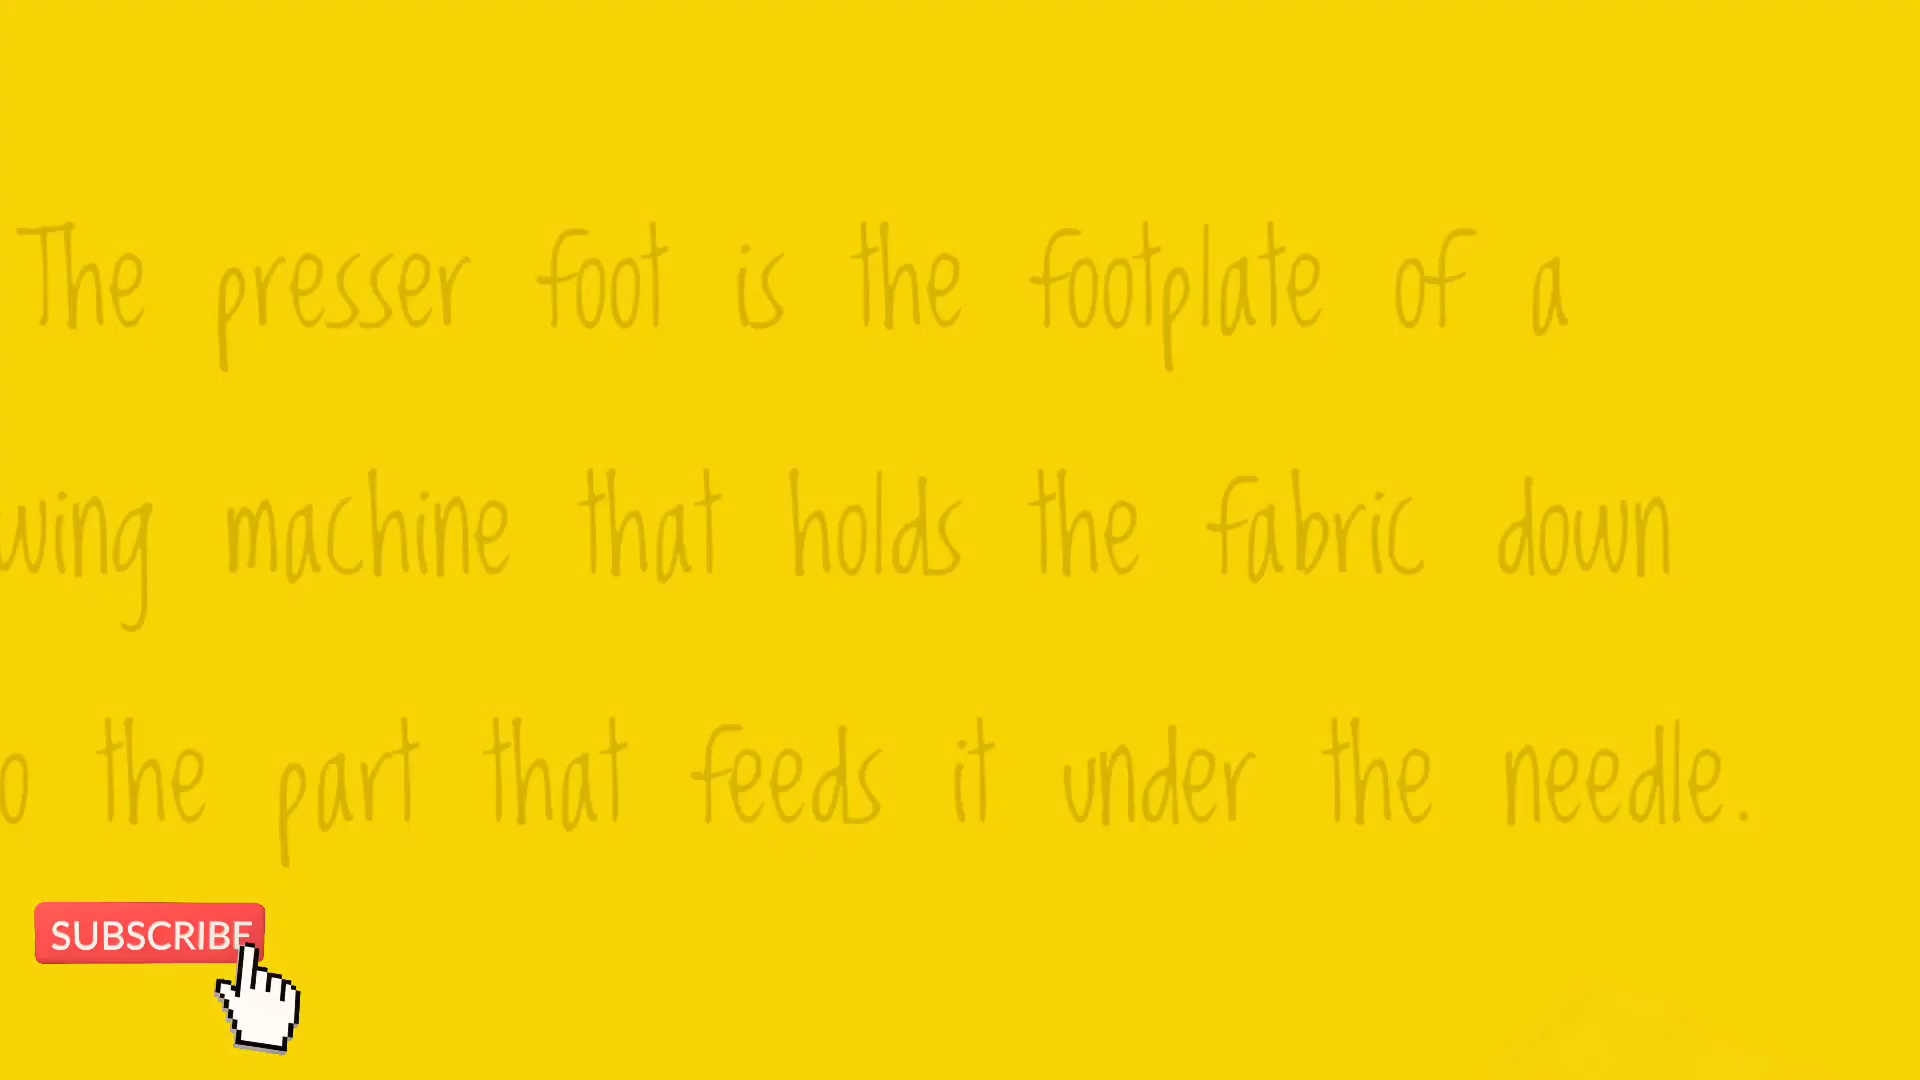 The presser foot is the footplate of a
wing machine that holds the fabric down
o the part that feeds it under the needle.
SUBSCRIBE